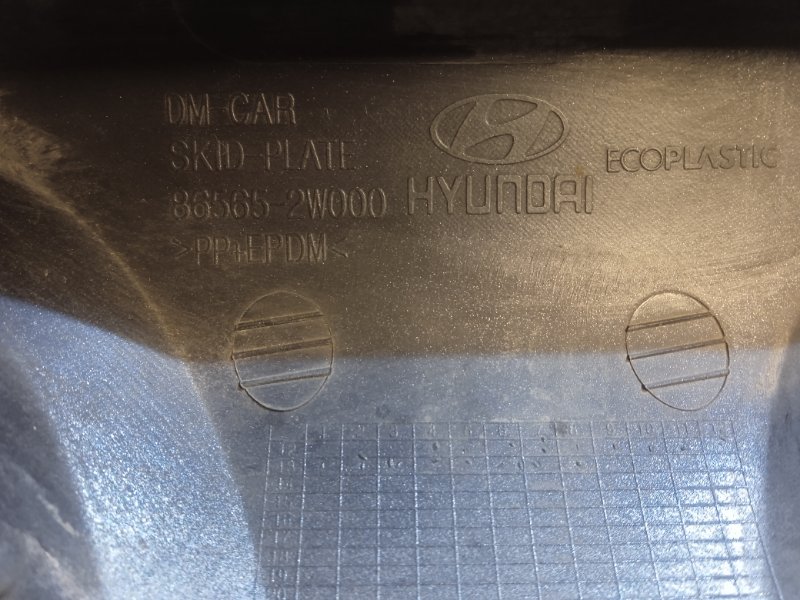 DM-CAR
SKID PLATE
86565-2W000
>PP+EPDM<
HYUNDAI
ECOPLASTIC